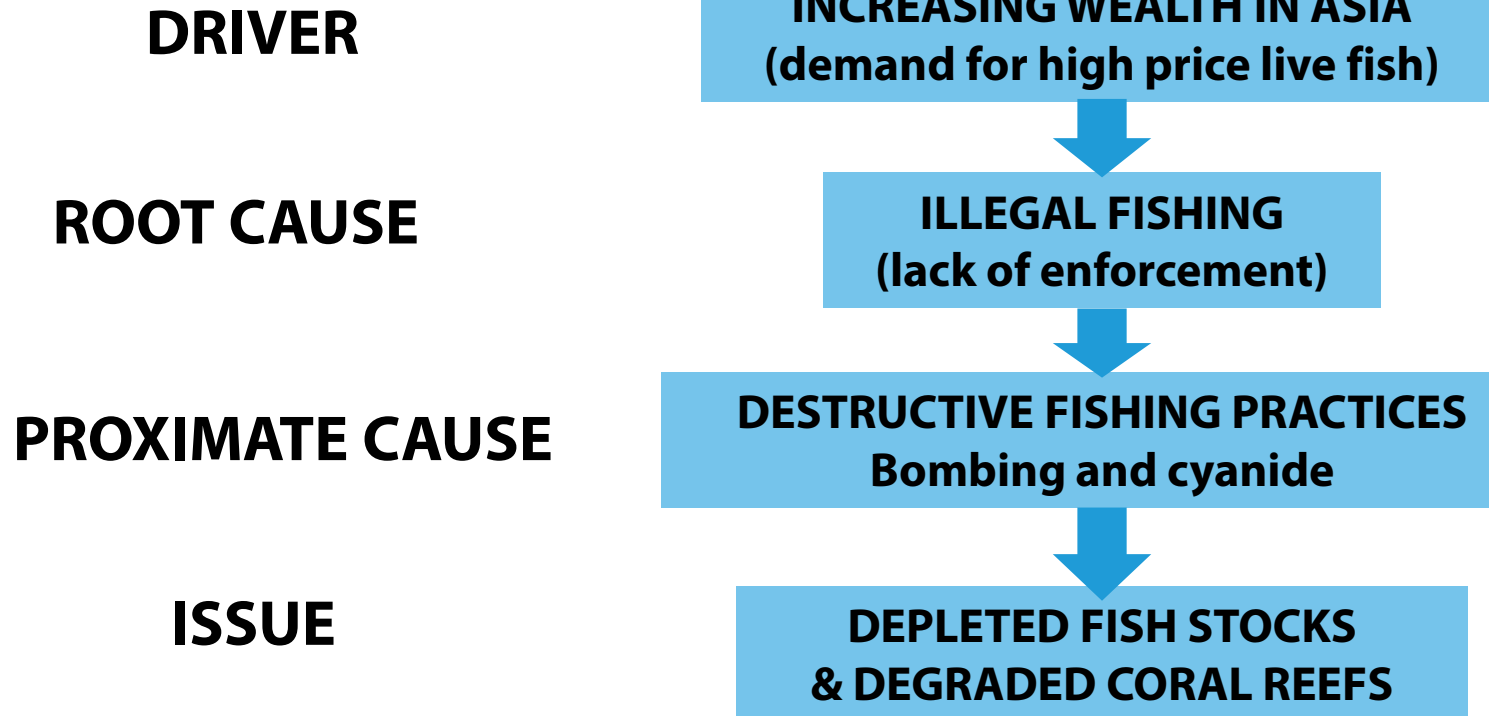 DRIVER
INCREASING WEALTH IN ASIA
(demand for high price live fish)
ROOT CAUSE
ILLEGAL FISHING
(lack of enforcement)
PROXIMATE CAUSE
DESTRUCTIVE FISHING PRACTICES
Bombing and cyanide
ISSUE
DEPLETED FISH STOCKS
& DEGRADED CORAL REEFS